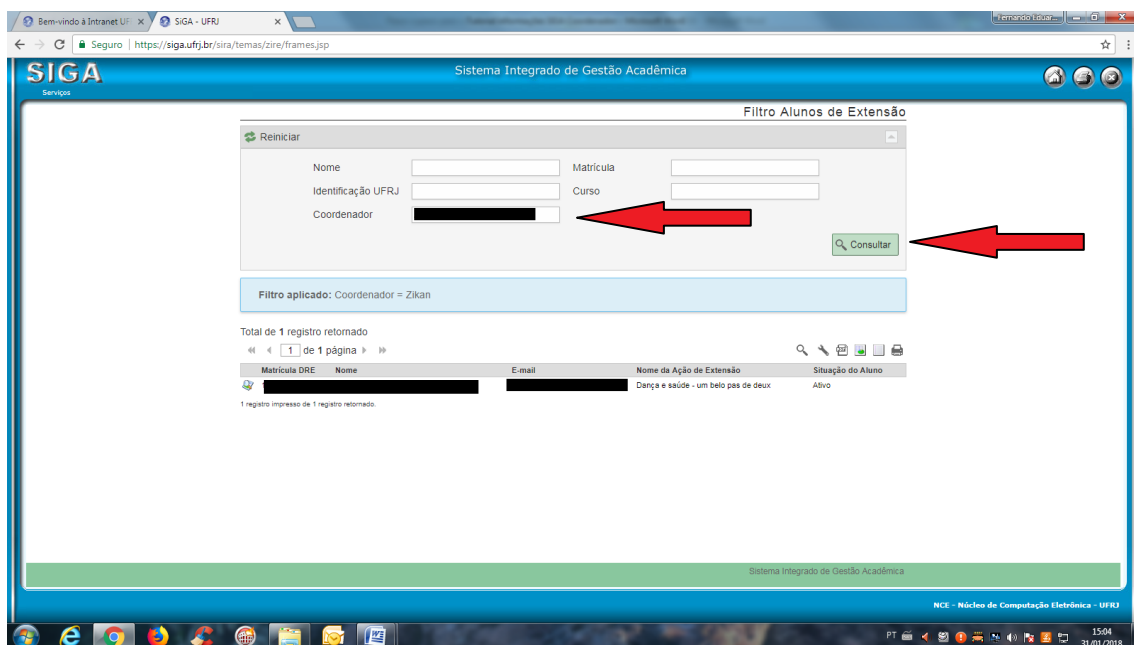 Bem-vindo à Intranet UF
SiGA - UFRJ
Fernando Eduar...
Seguro | https://siga.ufrj.br/sira/temas/zire/frames.jsp
SIGA
Serviços
Sistema Integrado de Gestão Acadêmica
Filtro Alunos de Extensão
Reiniciar
Nome Matrícula
Identificação UFRJ Curso
Coordenador
Consultar
Filtro aplicado: Coordenador = Zikan
Total de 1 registro retornado
1 de 1 página
Matrícula DRE Nome E-mail Nome da Ação de Extensão Situação do Aluno
Dança e saúde - um belo pas de deux Ativo
1 registro impresso de 1 registro retornado.
Sistema Integrado de Gestão Acadêmica
NCE - Núcleo de Computação Eletrônica - UFRJ
PT 15:04
31/01/2018